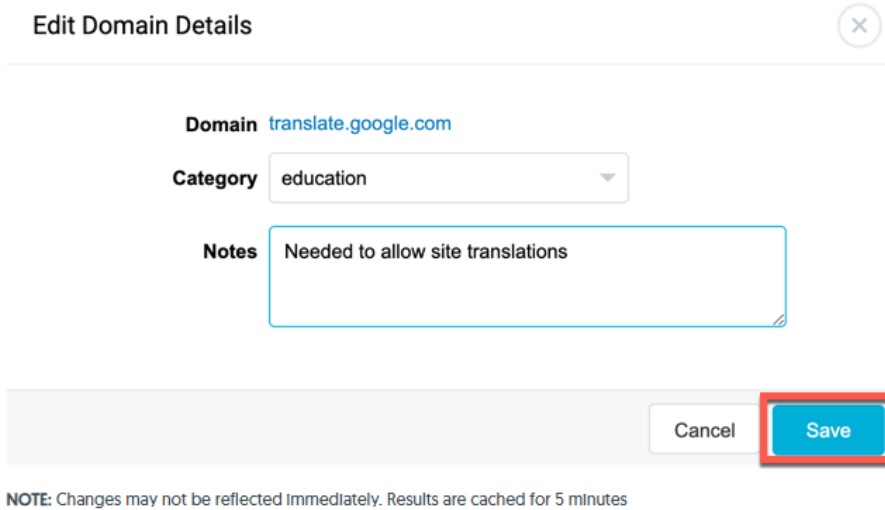 Edit Domain Details
Domain translate.google.com
Category education
Notes Needed to allow site translations
Cancel Save
NOTE: Changes may not be reflected immediately. Results are cached for 5 minutes